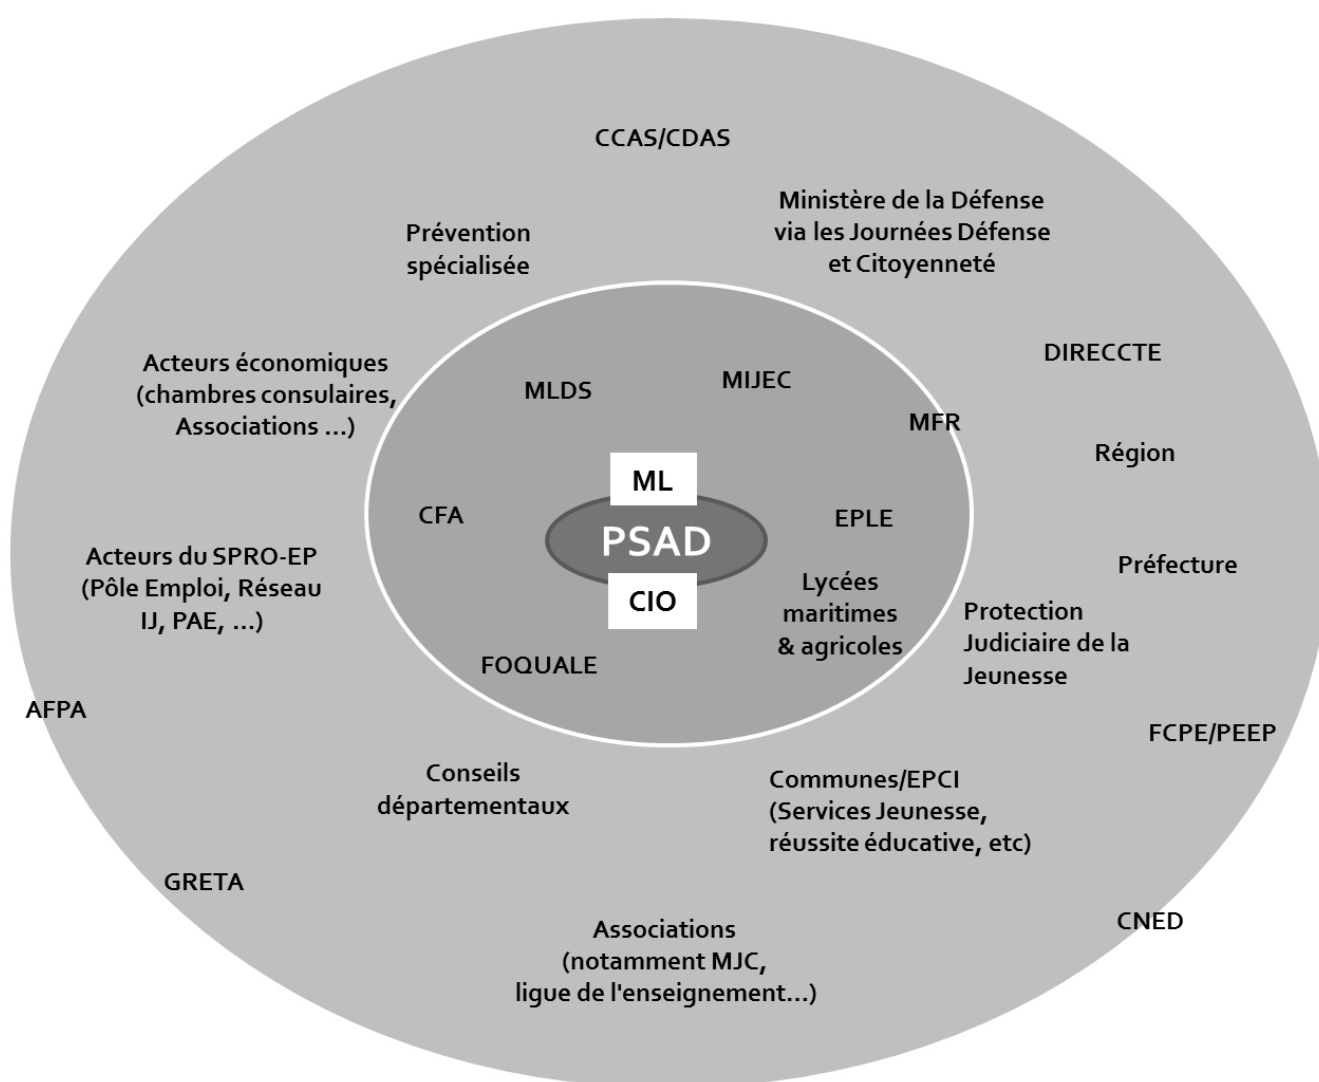 CCAS/CDAS
Ministère de la Défense
via les Journées Défense
et Citoyenneté
Prévention
spécialisée
DIRECCTE
Acteurs économiques
(chambres consulaires,
Associations ...)
MLDS
MIJEC
MFR
Région
ML
CFA
PSAD
EPLE
Acteurs du SPRO-EP
(Pôle Emploi, Réseau
IJ, PAE, ...)
Préfecture
CIO
Lycées
maritimes
& agricoles
Protection
Judiciaire de la
Jeunesse
FOQUALE
AFPA
FCPE/PEEP
Conseils
départementaux
Communes/EPCI
(Services Jeunesse,
réussite éducative, etc)
GRETA
CNED
Associations
(notamment MJC,
ligue de l'enseignement...)